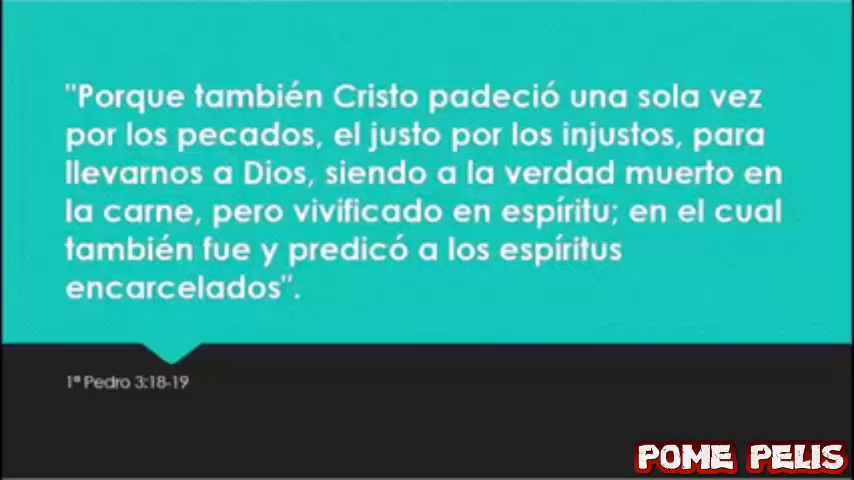 "Porque también Cristo padeció una sola vez
por los pecados, el justo por los injustos, para
llevarnos a Dios, siendo a la verdad muerto en
la carne, pero vivificado en espíritu; en el cual
también fue y predicó a los espíritus
encarcelados".
1ª Pedro 3:18-19
POME PELIS